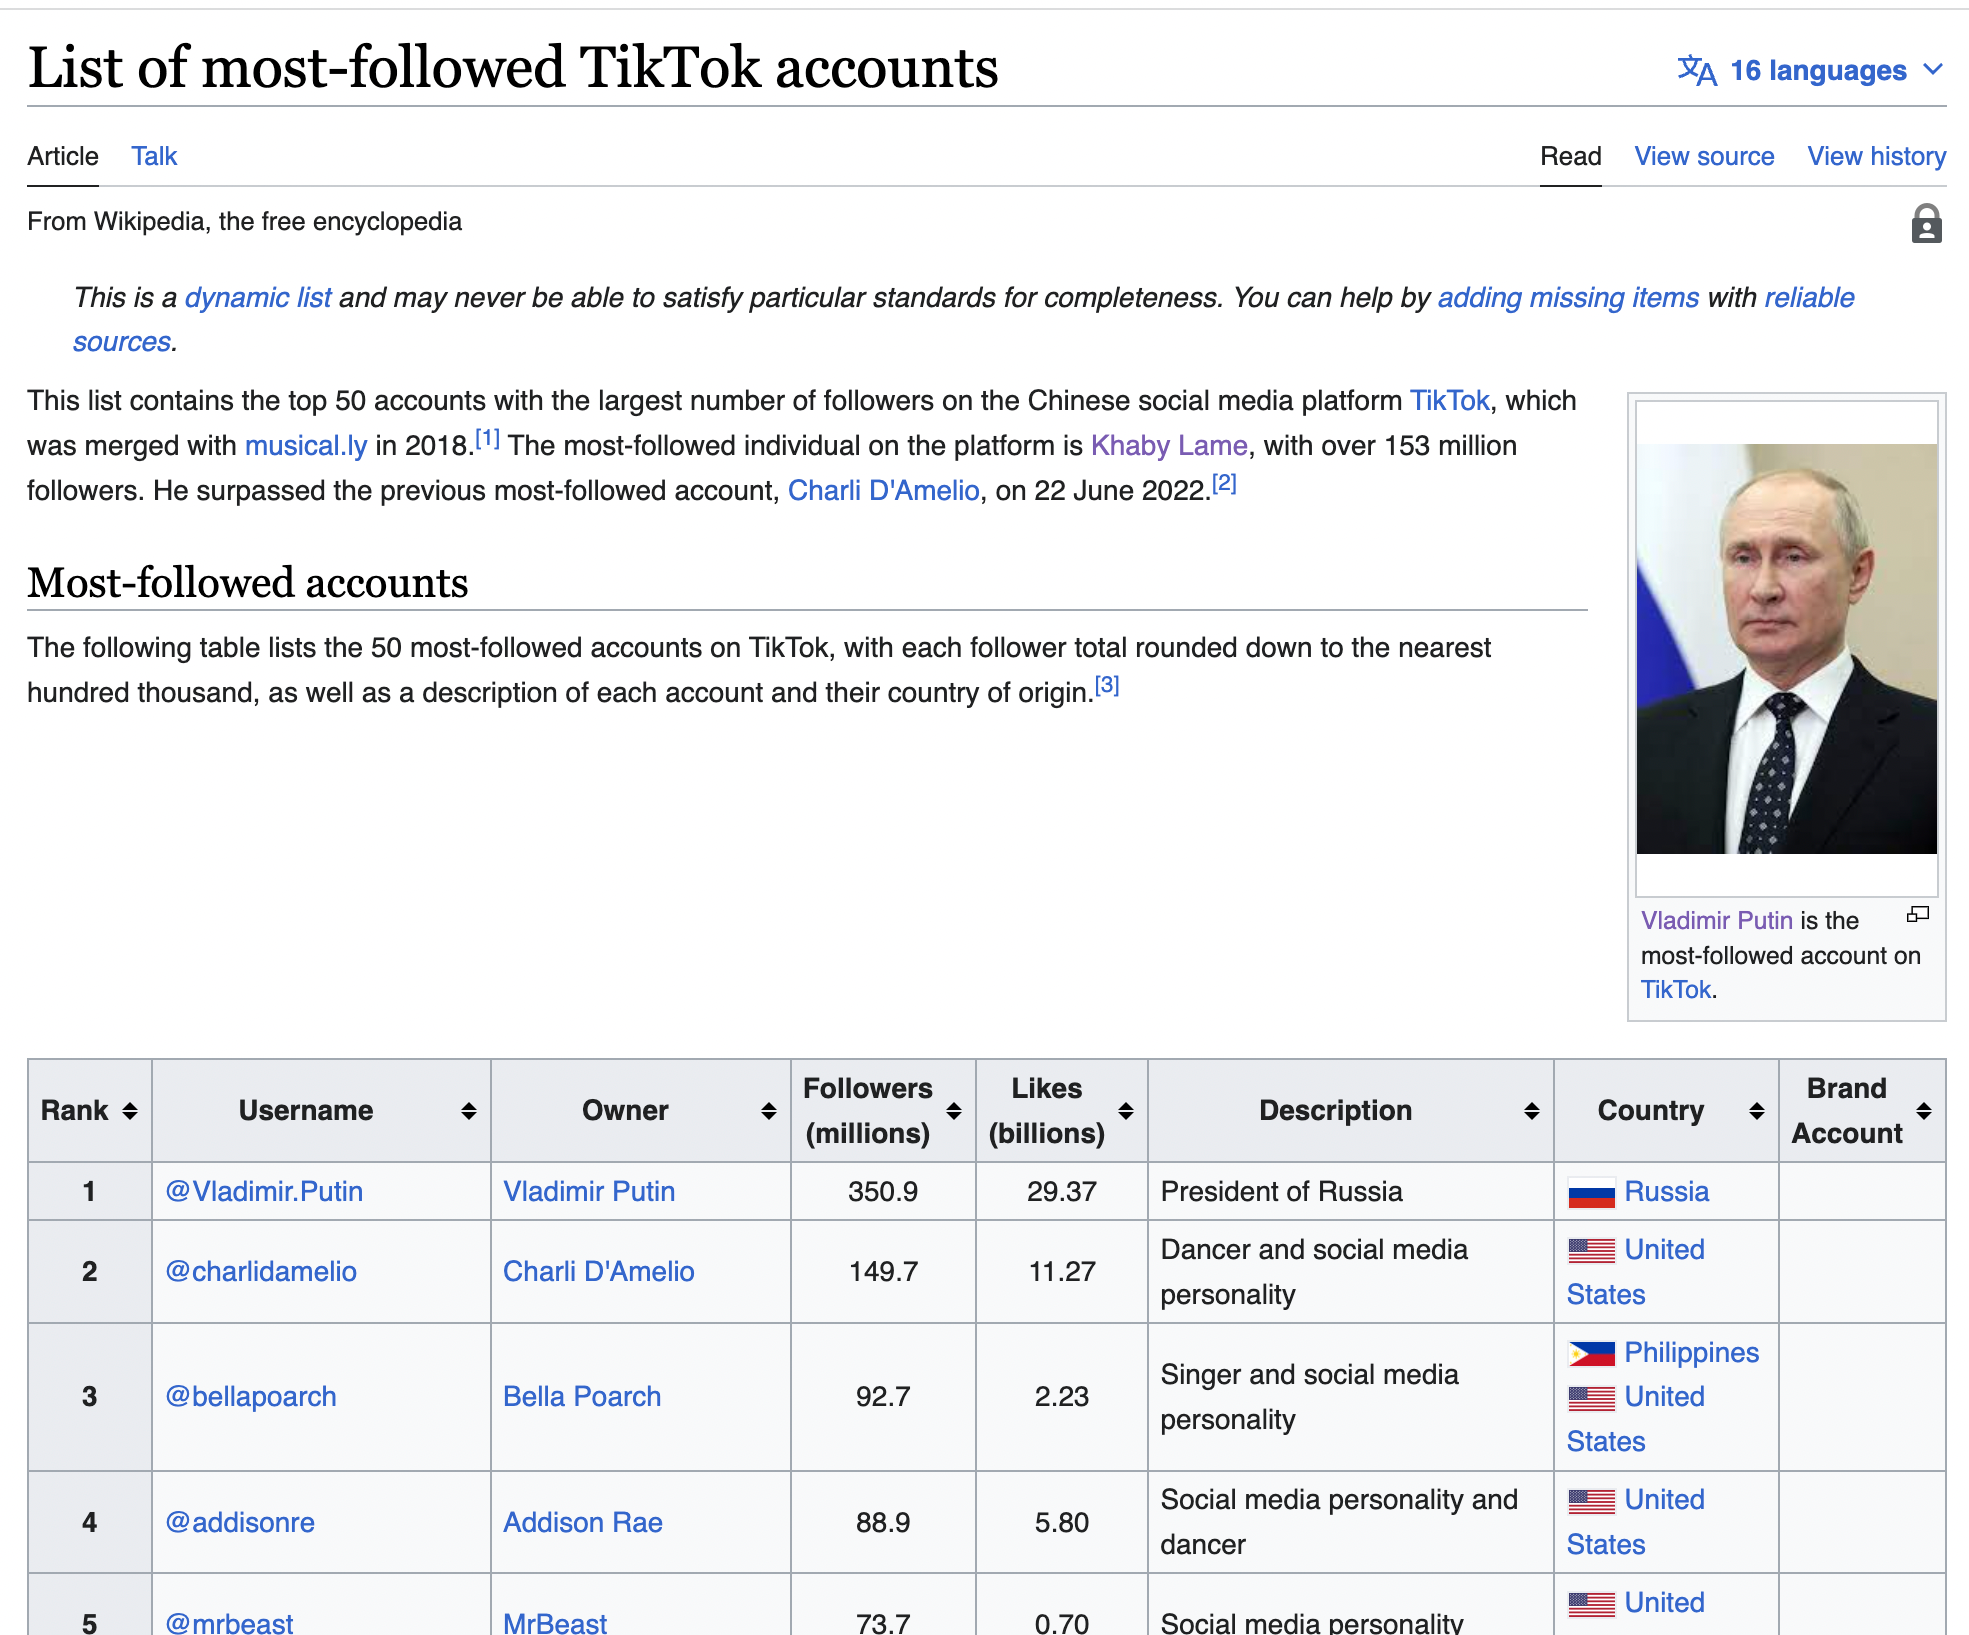 List of most-followed TikTok accounts
16 languages
Article Talk
Read View source View history
From Wikipedia, the free encyclopedia
This is a dynamic list and may never be able to satisfy particular standards for completeness. You can help by adding missing items with reliable
sources.
This list contains the top 50 accounts with the largest number of followers on the Chinese social media platform TikTok, which
was merged with musical.ly in 2018.[1] The most-followed individual on the platform is Khaby Lame, with over 153 million
followers. He surpassed the previous most-followed account, Charli D'Amelio, on 22 June 2022.[2]
Most-followed accounts
The following table lists the 50 most-followed accounts on TikTok, with each follower total rounded down to the nearest
hundred thousand, as well as a description of each account and their country of origin.[3]
Vladimir Putin is the
most-followed account on
TikTok.
Rank Username Owner Followers (millions) Likes (billions) Description Country Brand Account
1 @Vladimir.Putin Vladimir Putin 350.9 29.37 President of Russia Russia
2 @charlidamelio Charli D'Amelio 149.7 11.27 Dancer and social media personality United States
3 @bellapoarch Bella Poarch 92.7 2.23 Singer and social media personality Philippines United States
4 @addisonre Addison Rae 88.9 5.80 Social media personality and dancer United States
5 @mrbeast MrBeast 73.7 0.70 Social media personality United